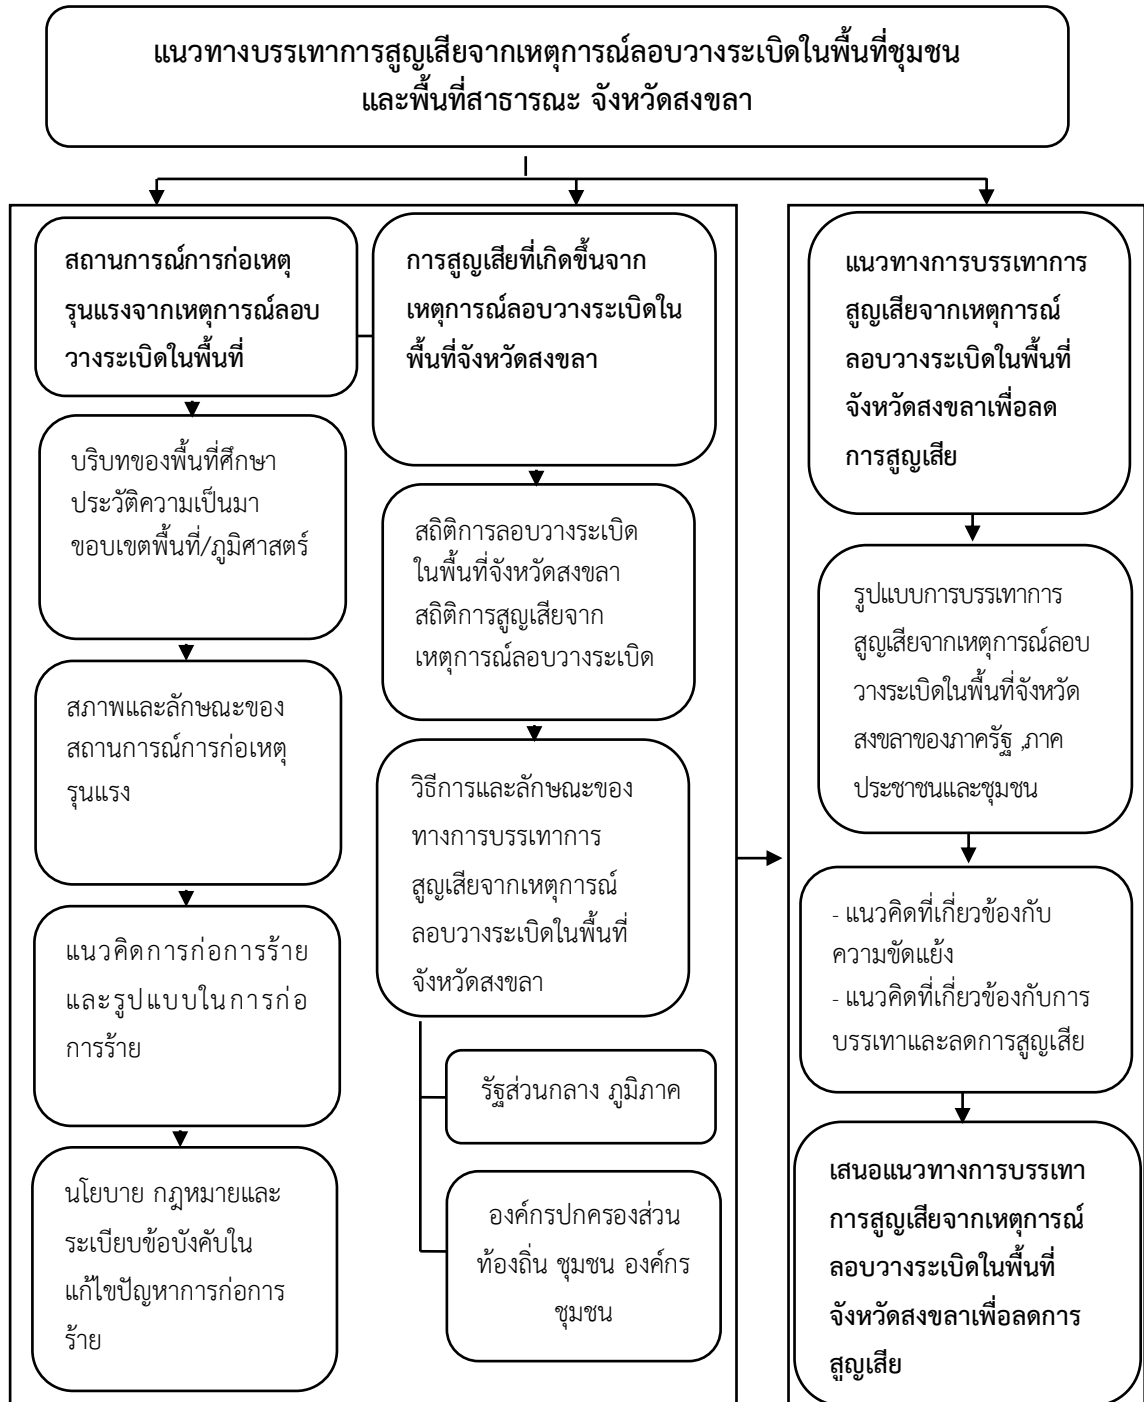 แนวทางบรรเทาการสูญเสียจากเหตุการณ์ลอบวางระเบิดในพื้นที่ชุมชน
และพื้นที่สาธารณะ จังหวัดสงขลา
สถานการณ์การก่อเหตุ
รุนแรงจากเหตุการณ์ลอบ
วางระเบิดในพื้นที่
บริบทของพื้นที่ศึกษา
ประวัติความเป็นมา
ขอบเขตพื้นที่/ภูมิศาสตร์
สภาพและลักษณะของ
สถานการณ์การก่อเหตุ
รุนแรง
แนวคิดการก่อการร้าย
และรูปแบบในการก่อ
การร้าย
นโยบาย กฎหมายและ
ระเบียบข้อบังคับใน
แก้ไขปัญหาการก่อการ
ร้าย
การสูญเสียที่เกิดขึ้นจาก
เหตุการณ์ลอบวางระเบิดใน
พื้นที่จังหวัดสงขลา
สถิติการลอบวางระเบิด
ในพื้นที่จังหวัดสงขลา
สถิติการสูญเสียจาก
เหตุการณ์ลอบวางระเบิด
วิธีการและลักษณะของ
ทางการบรรเทาการ
สูญเสียจากเหตุการณ์
ลอบวางระเบิดในพื้นที่
จังหวัดสงขลา
รัฐส่วนกลาง ภูมิภาค
องค์กรปกครองส่วน
ท้องถิ่น ชุมชน องค์กร
ชุมชน
แนวทางการบรรเทาการ
สูญเสียจากเหตุการณ์
ลอบวางระเบิดในพื้นที่
จังหวัดสงขลาเพื่อลด
การสูญเสีย
รูปแบบการบรรเทาการ
สูญเสียจากเหตุการณ์ลอบ
วางระเบิดในพื้นที่จังหวัด
สงขลาของภาครัฐ ,ภาค
ประชาชนและชุมชน
- แนวคิดที่เกี่ยวข้องกับ
ความขัดแย้ง
- แนวคิดที่เกี่ยวข้องกับการ
บรรเทาและลดการสูญเสีย
เสนอแนวทางการบรรเทา
การสูญเสียจากเหตุการณ์
ลอบวางระเบิดในพื้นที่
จังหวัดสงขลาเพื่อลดการ
สูญเสีย